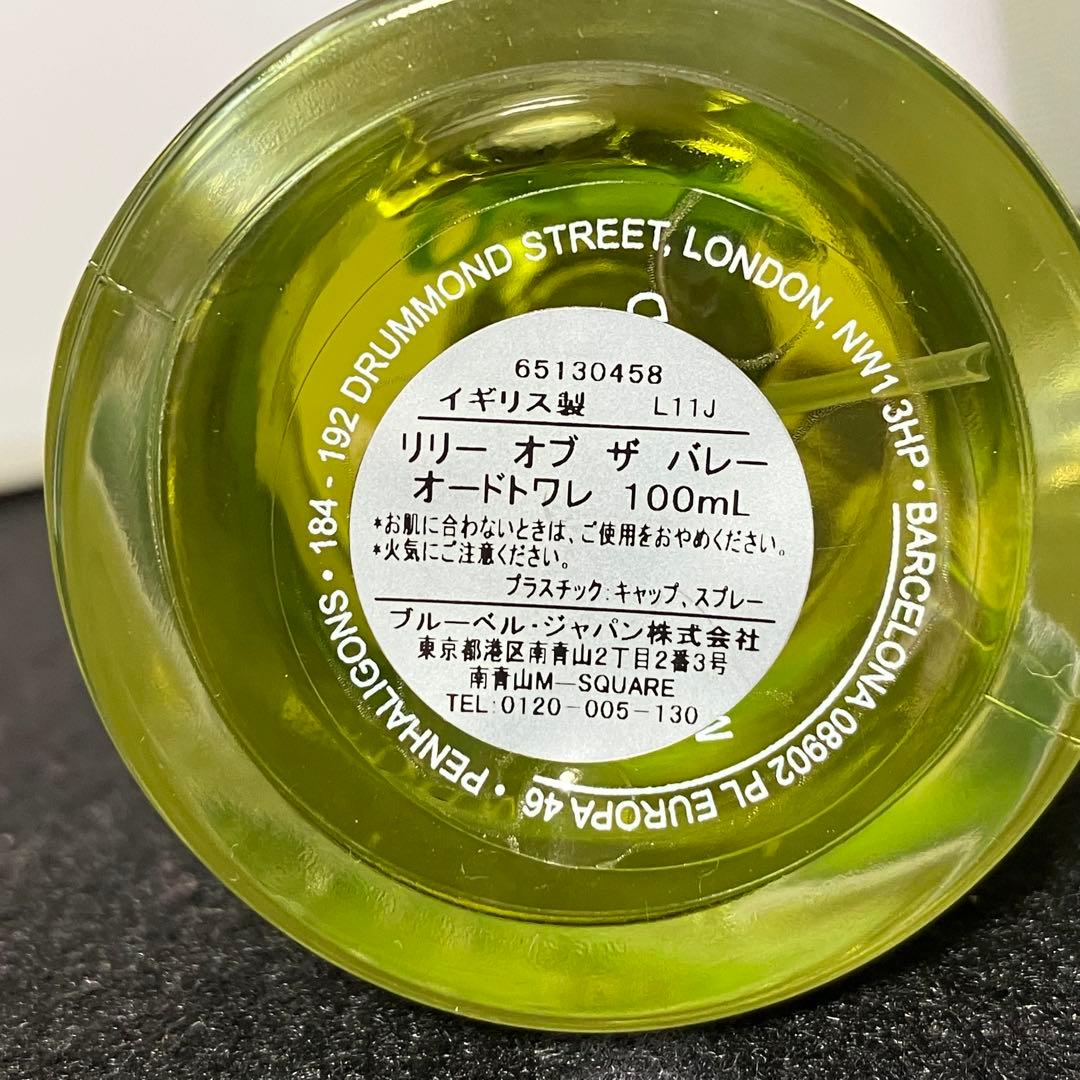 65130458
イギリス製 L11J
リリー オブ ザ バレー
オードトワレ 100mL
*お肌に合わないときは、ご使用をおやめください。
*火気にご注意ください。
プラスチック:キャップ、スプレー
ブルーベル・ジャパン株式会社
東京都港区南青山2丁目2番3号
南青山M-SQUARE
TEL:0120-005-130
PENHALIGONS • 184 - 192 DRUMMOND STREET, LONDON, NW1 3HP • BARCELONA 08902 PL EUROPA 46 •